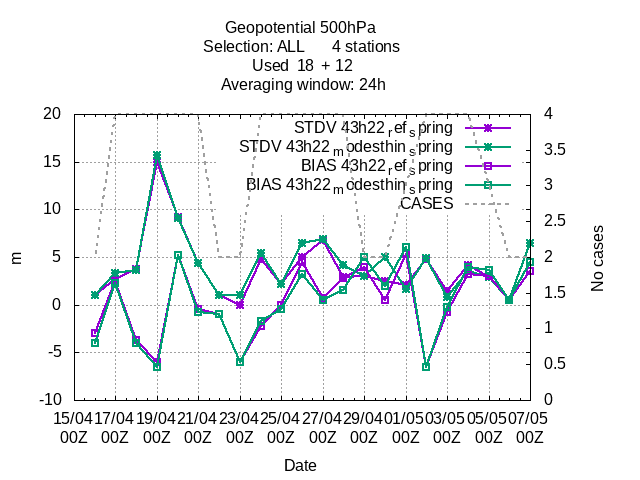 Geopotential 500hPa
Selection: ALL 4 stations
Used 18 + 12
Averaging window: 24h
20 4
STDV 43h22_ref_spring
STDV 43h22_modesthin_spring
15 3.5
BIAS 43h22_ref_spring
BIAS 43h22_modesthin_spring
10 3
CASES
2.5
5 2
0 1.5
1
-5 0.5
-10 0
m
No cases
15/04 17/04 19/04 21/04 23/04 25/04 27/04 29/04 01/05 03/05 05/05 07/05
00Z 00Z 00Z 00Z 00Z 00Z 00Z 00Z 00Z 00Z 00Z 00Z
Date